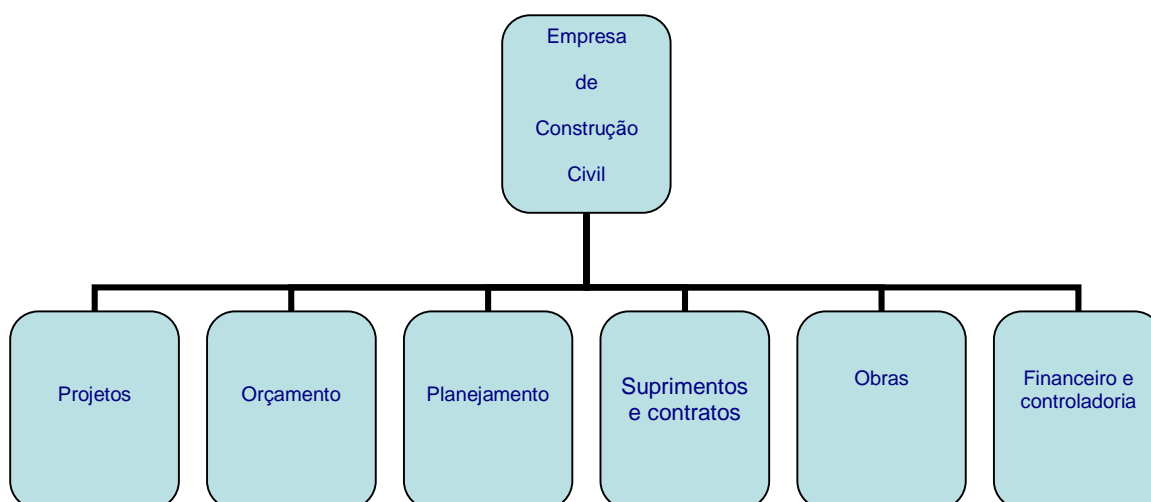 Empresa
de
Construção
Civil
Projetos
Orçamento
Planejamento
Suprimentos
e contratos
Obras
Financeiro e
controladoria